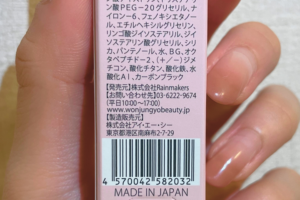 酸PEG-20グリセリル、ナ
イロン-6、フェノキシエタノ
ール、エチルヘキシルグリセリン、
リンゴ酸ジイソステアリル、ジイ
ソステアリン酸グリセリル、シリ
カ、パンテノール、水、BG、オク
タペプチド-2、(+/-)ジメ
チコン、酸化チタン、酸化鉄、水
酸化Al、カーボンブラック
発売元/株式会社Rainmakers
お問い合わせ先 03-6222-9674
(平日10:00~17:00)
www.wonjungyobeauty.jp
製造販売元/
株式会社アイ・エー・シー
東京都港区南麻布2-7-29
4 570042 582032
MADE IN JAPAN